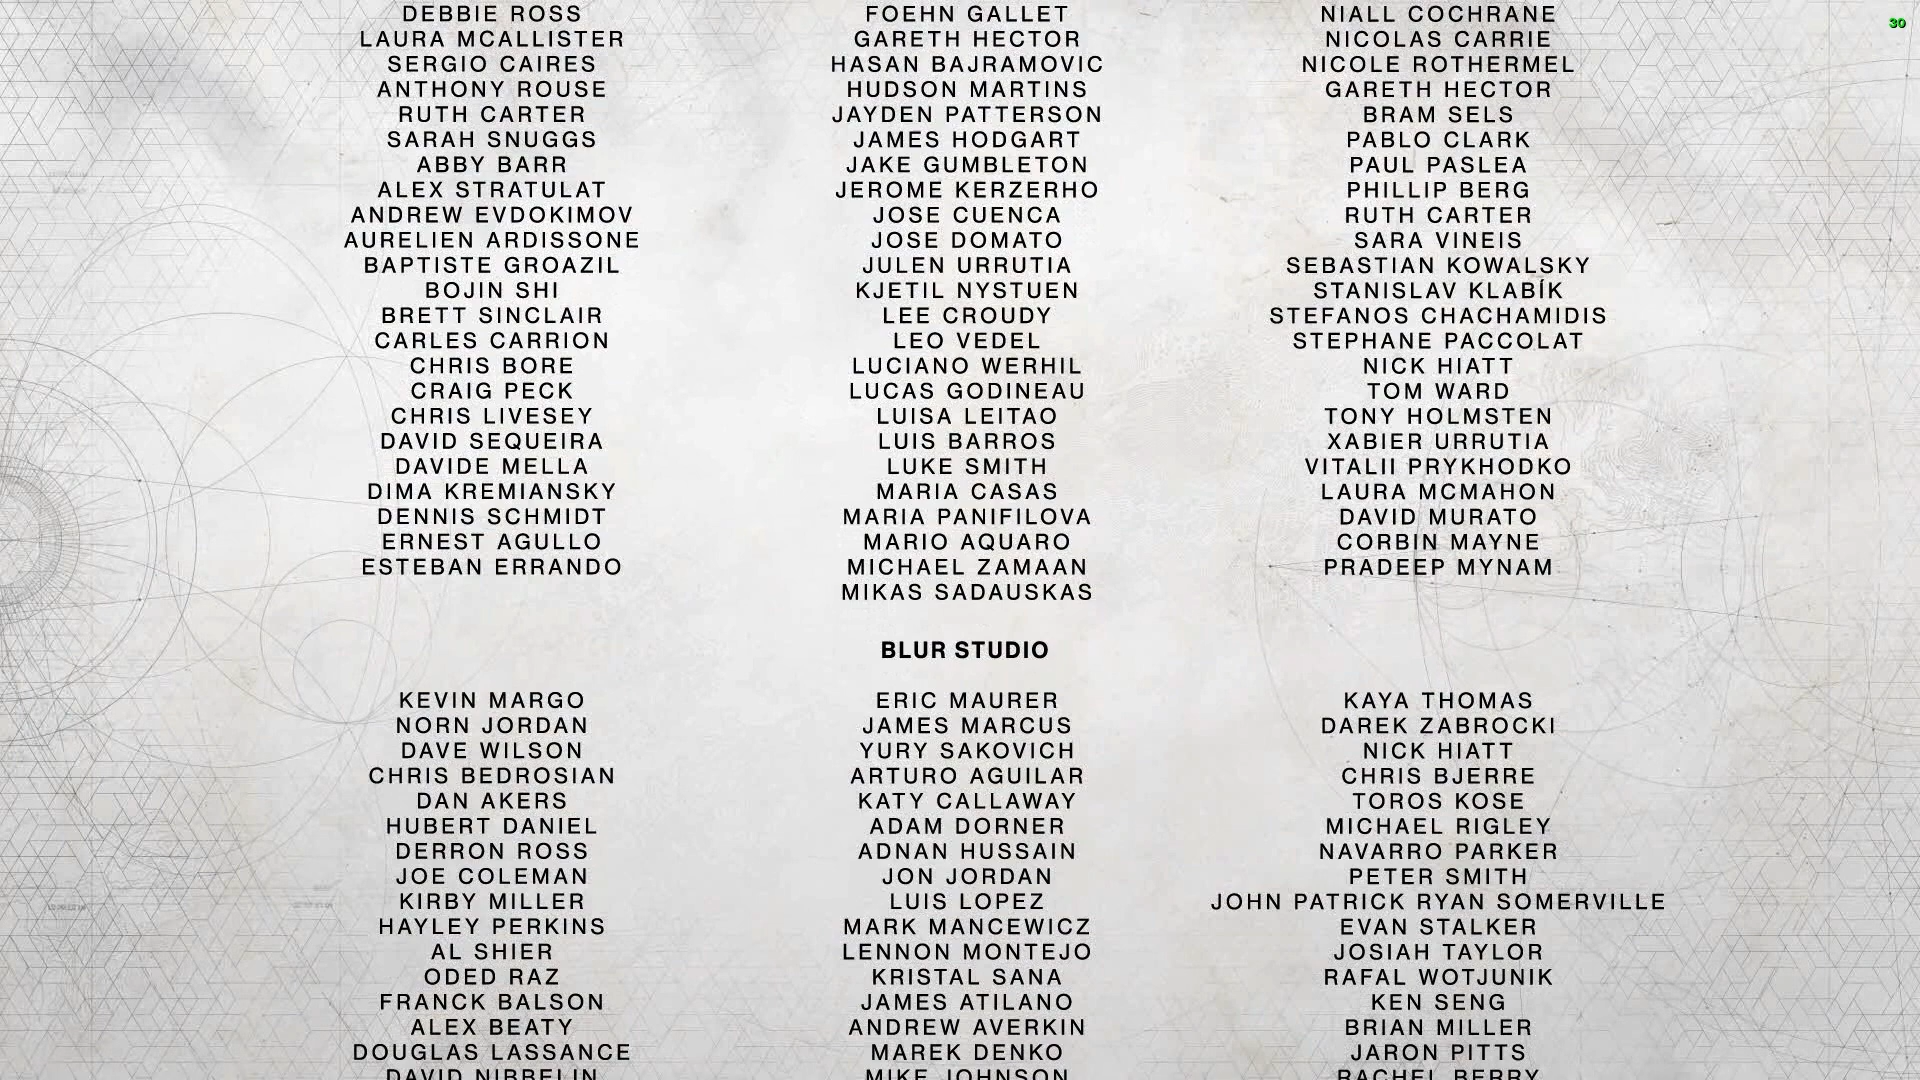 DEBBIE ROSS
LAURA MCALLISTER
SERGIO CAIRES
ANTHONY ROUSE
RUTH CARTER
SARAH SNUGGS
ABBY BARR
ALEX STRATULAT
ANDREW EVDOKIMOV
AURELIEN ARDISSONE
BAPTISTE GROAZIL
BOJIN SHI
BRETT SINCLAIR
CARLES CARRION
CHRIS BORE
CRAIG PECK
CHRIS LIVESEY
DAVID SEQUEIRA
DAVIDE MELLA
DIMA KREMIANSKY
DENNIS SCHMIDT
ERNEST AGULLO
ESTEBAN ERRANDO
FOEHN GALLET
GARETH HECTOR
HASAN BAJRAMOVIC
HUDSON MARTINS
JAYDEN PATTERSON
JAMES HODGART
JAKE GUMBLETON
JEROME KERZERHO
JOSE CUENCA
JOSE DOMATO
JULEN URRUTIA
KJETIL NYSTUEN
LEE CROUDY
LEO VEDEL
LUCIANO WERHIL
LUCAS GODINEAU
LUISA LEITAO
LUIS BARROS
LUKE SMITH
MARIA CASAS
MARIA PANIFILOVA
MARIO AQUARO
MICHAEL ZAMAAN
MIKAS SADAUSKAS
NIALL COCHRANE
NICOLAS CARRIE
NICOLE ROTHERMEL
GARETH HECTOR
BRAM SELS
PABLO CLARK
PAUL PASLEA
PHILLIP BERG
RUTH CARTER
SARA VINEIS
SEBASTIAN KOWALSKY
STANISLAV KLABÍK
STEFANOS CHACHAMIDIS
STEPHANE PACCOLAT
NICK HIATT
TOM WARD
TONY HOLMSTEN
XABIER URRUTIA
VITALII PRYKHODKO
LAURA MCMAHON
DAVID MURATO
CORBIN MAYNE
PRADEEP MYNAM
30
BLUR STUDIO
KEVIN MARGO
NORN JORDAN
DAVE WILSON
CHRIS BEDROSIAN
DAN AKERS
HUBERT DANIEL
DERRON ROSS
JOE COLEMAN
KIRBY MILLER
HAYLEY PERKINS
AL SHIER
ODED RAZ
FRANCK BALSON
ALEX BEATY
DOUGLAS LASSANCE
DAVID NIBBELIN
ERIC MAURER
JAMES MARCUS
YURY SAKOVICH
ARTURO AGUILAR
KATY CALLAWAY
ADAM DORNER
ADNAN HUSSAIN
JON JORDAN
LUIS LOPEZ
MARK MANCEWICZ
LENNON MONTEJO
KRISTAL SANA
JAMES ATILANO
ANDREW AVERKIN
MAREK DENKO
MIKE JOHNSON
KAYA THOMAS
DAREK ZABROCKI
NICK HIATT
CHRIS BJERRE
TOROS KOSE
MICHAEL RIGLEY
NAVARRO PARKER
PETER SMITH
JOHN PATRICK RYAN SOMERVILLE
EVAN STALKER
JOSIAH TAYLOR
RAFAL WOTJUNIK
KEN SENG
BRIAN MILLER
JARON PITTS
RACHEL BERRY